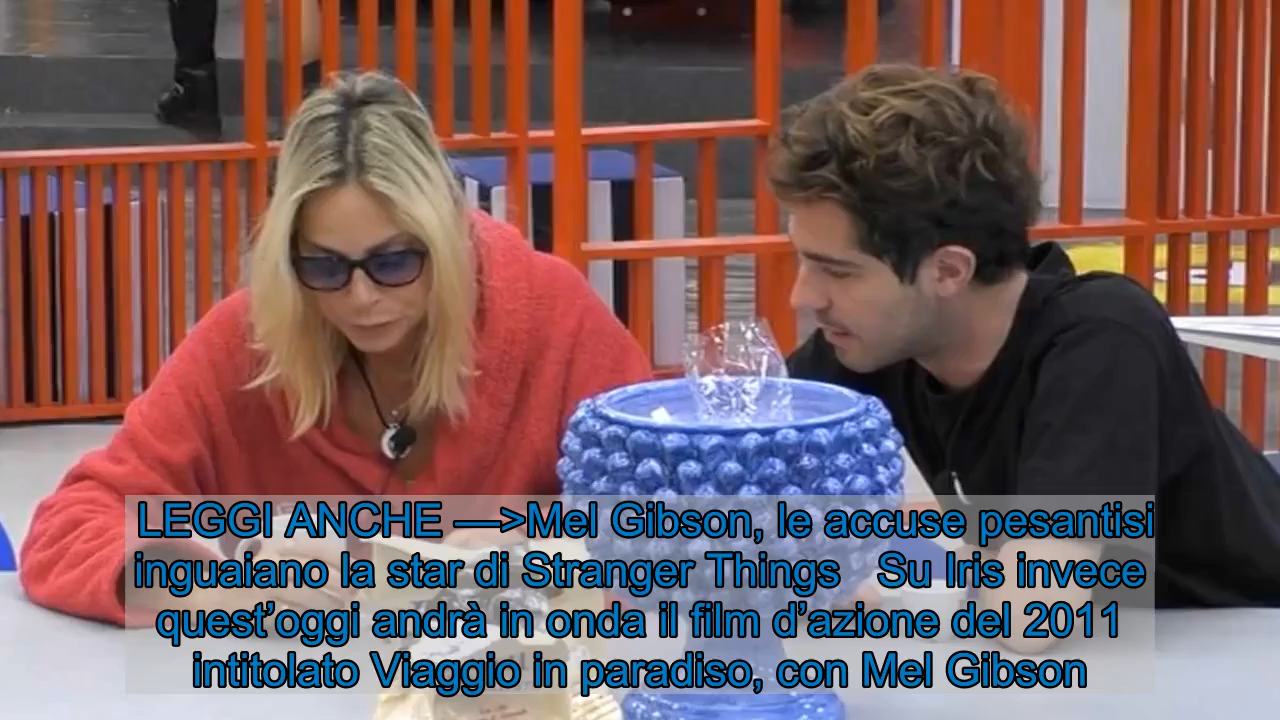 LEGGI ANCHE —>Mel Gibson, le accuse pesantisi
inguaiano la star di Stranger Things   Su Iris invece
quest’oggi andrà in onda il film d’azione del 2011
intitolato Viaggio in paradiso, con Mel Gibson